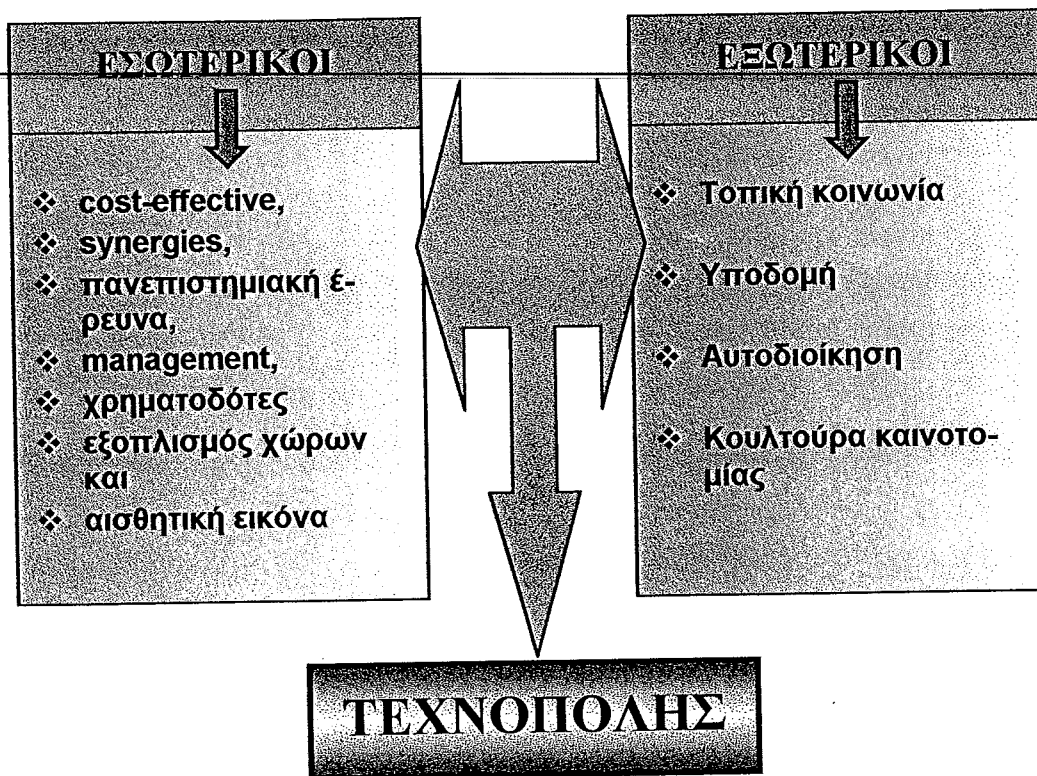 ΕΣΩΤΕΡΙΚΟΙ
❖ cost-effective,
❖ synergies,
❖ πανεπιστημιακή έ-
ρευνα,
❖ management,
❖ χρηματοδότες
❖ εξοπλισμός χώρων
και
❖ αισθητική εικόνα
ΕΞΩΤΕΡΙΚΟΙ
❖ Τοπική κοινωνία
❖ Υποδομή
❖ Αυτοδιοίκηση
❖ Κουλτούρα καινοτο-
μίας
ΤΕΧΝΟΠΟΛΗΣ